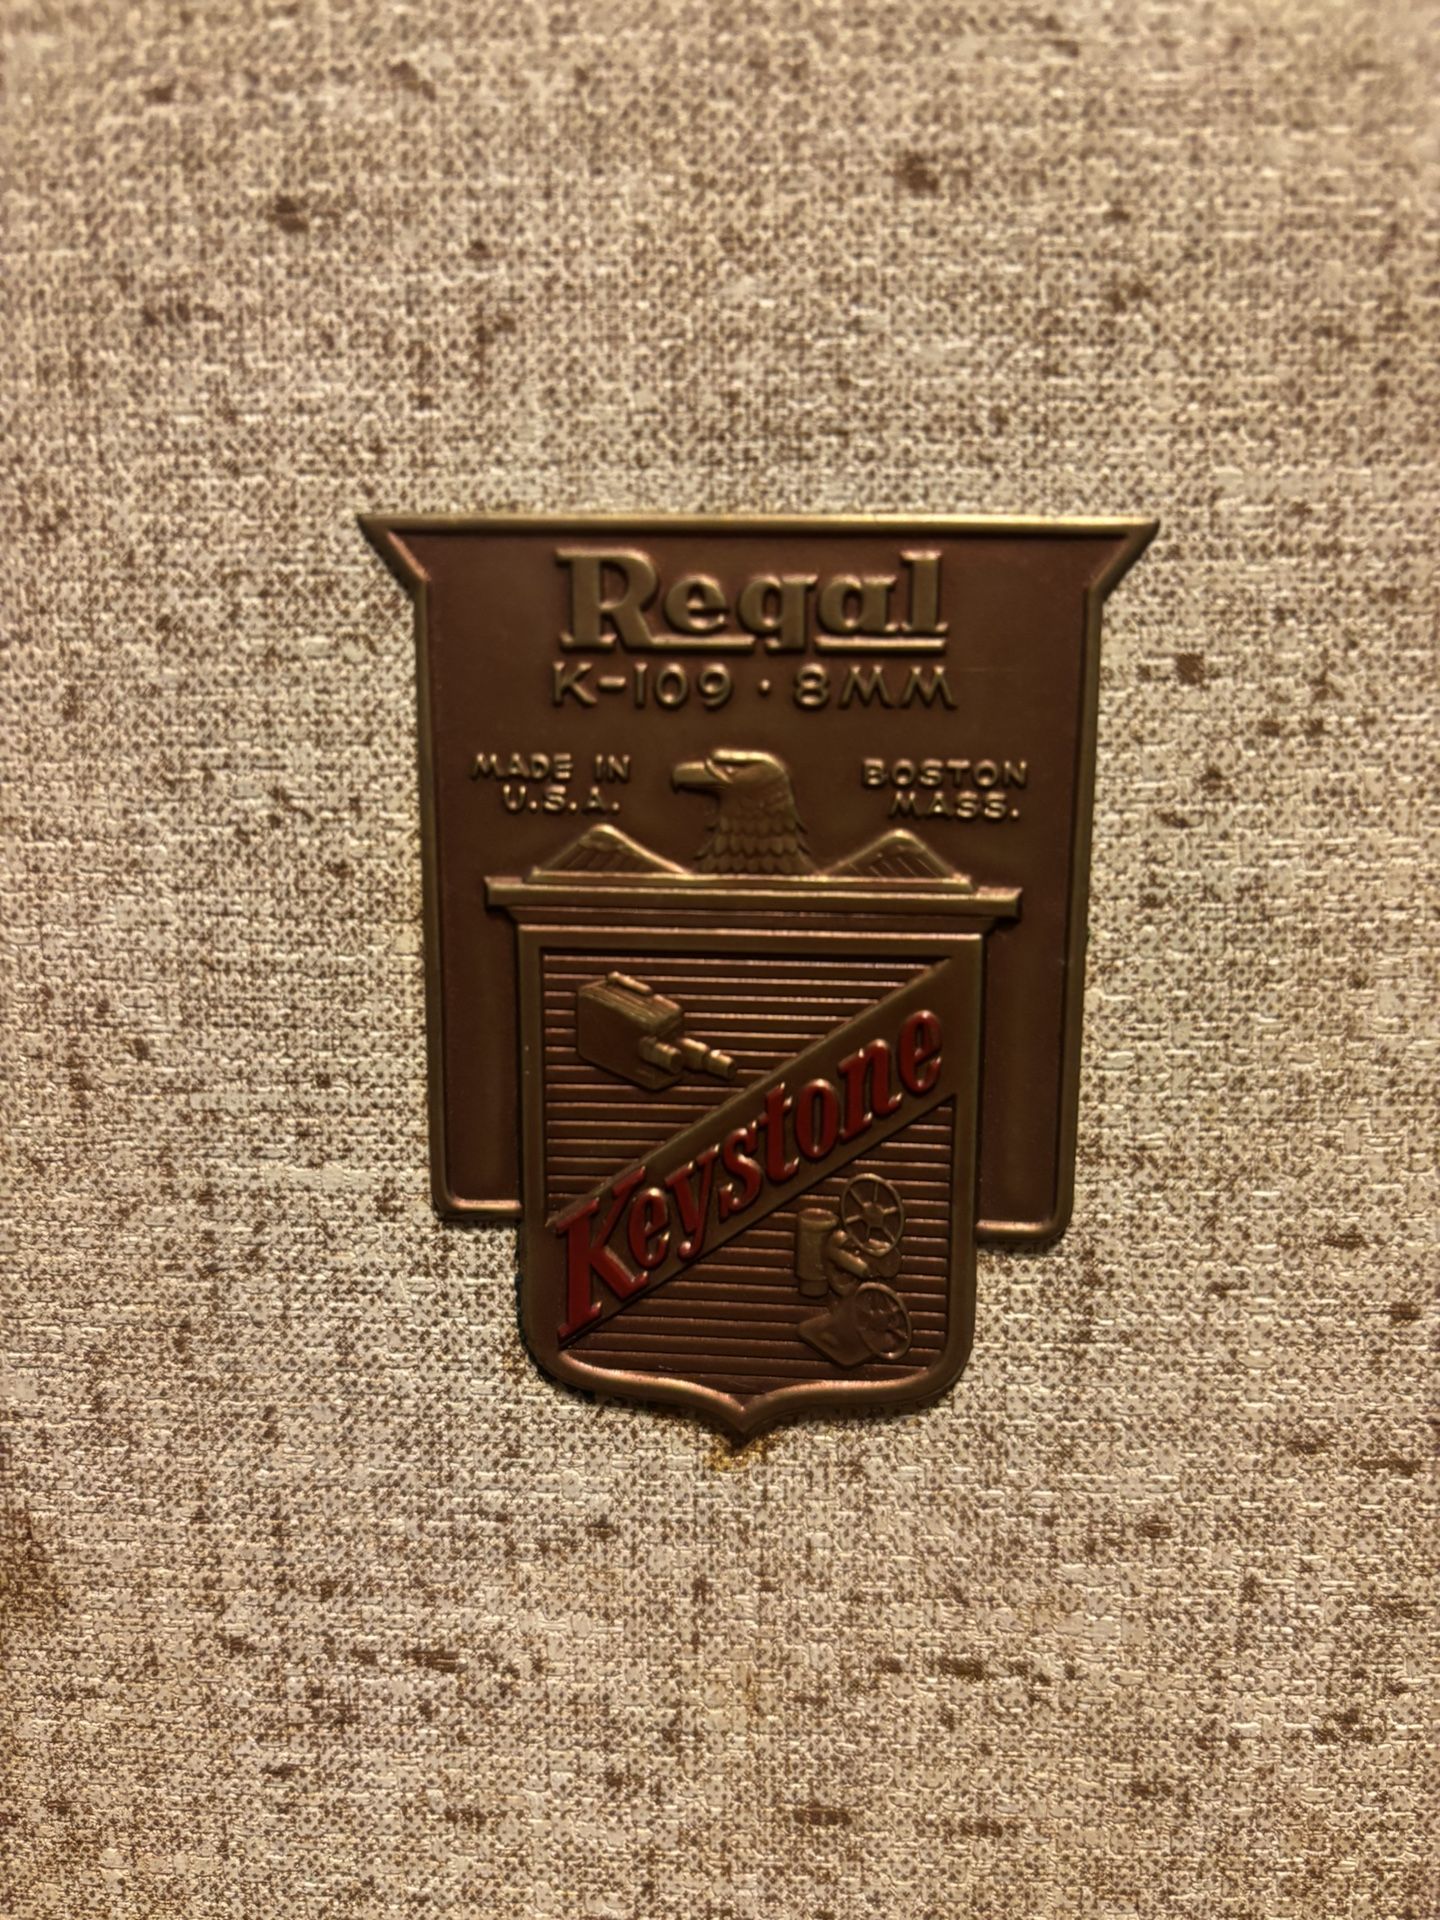 Regal
K-109 · 8MM
MADE IN
U.S.A.
BOSTON
MASS.
Keystone